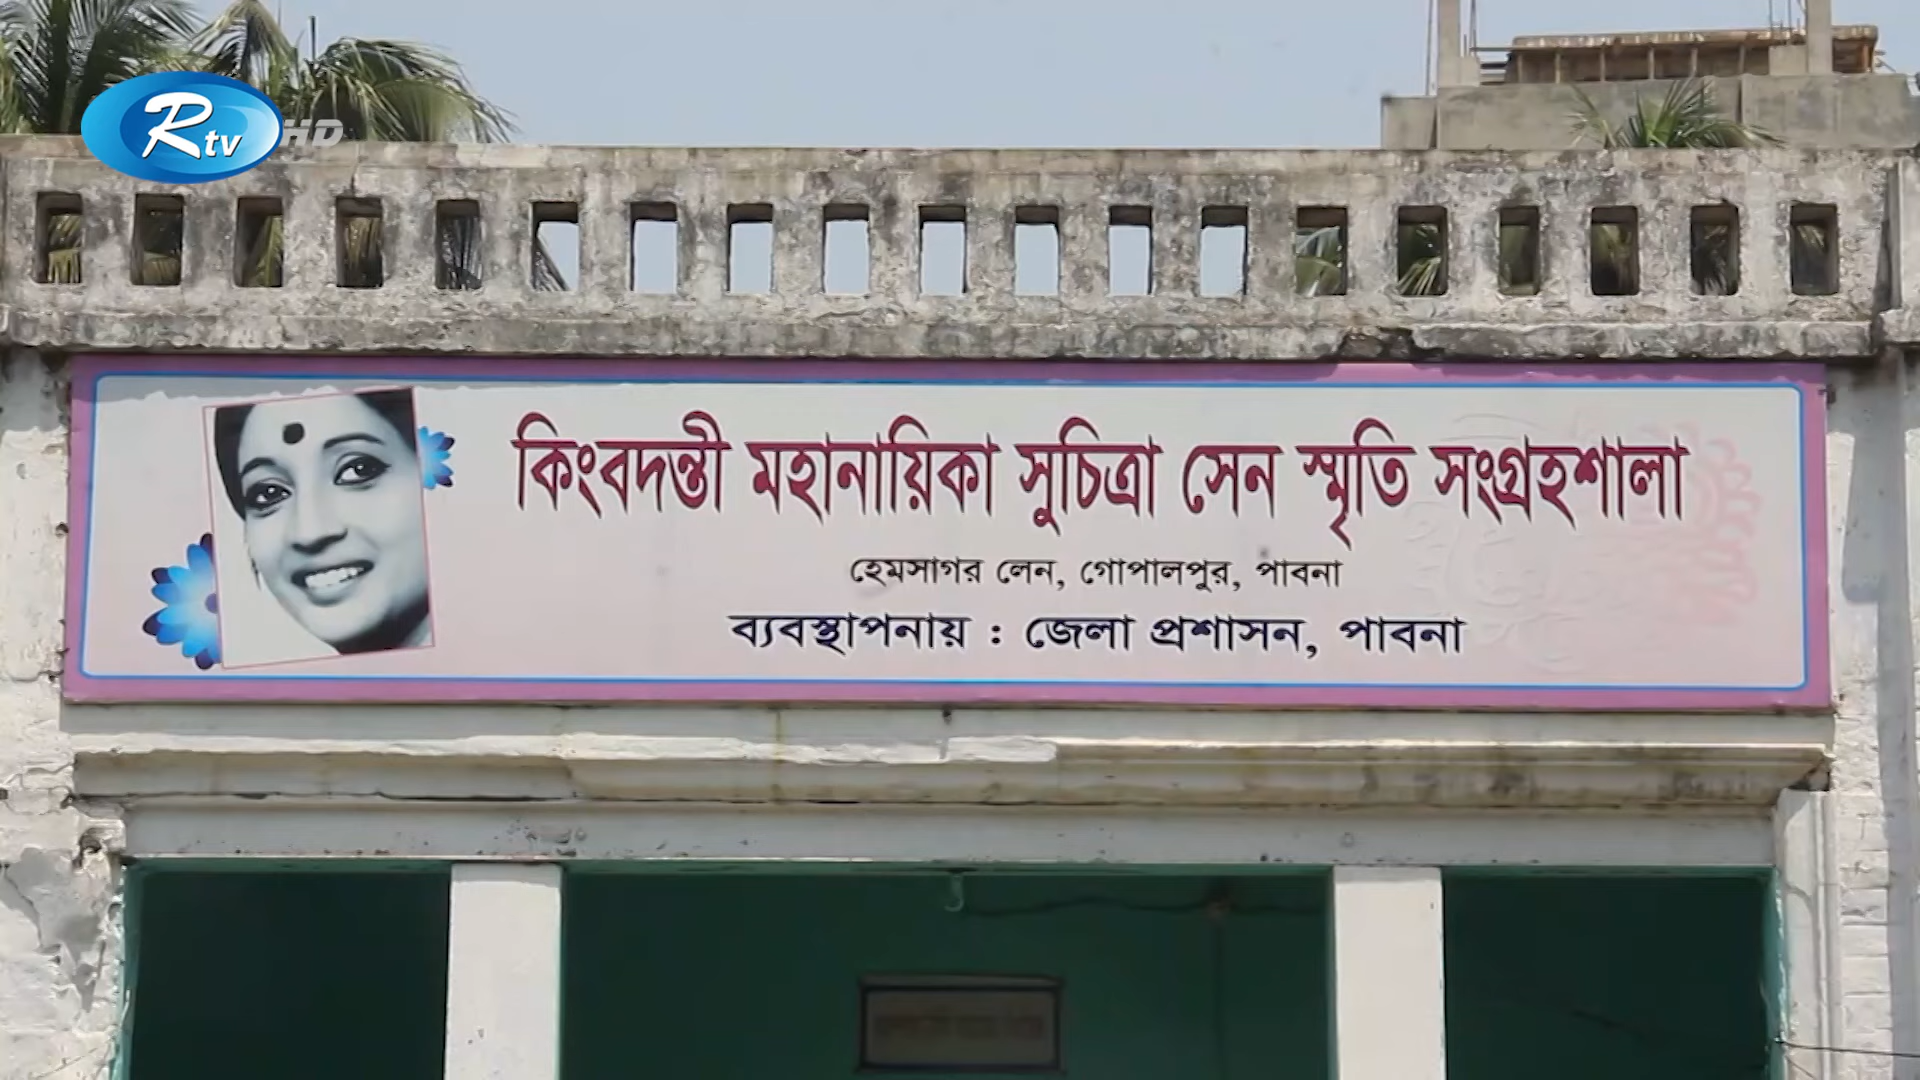 Rtv HD
কিংবদন্তী মহানায়িকা সুচিত্রা সেন স্মৃতি সংগ্রহশালা
হেমসাগর লেন, গোপালপুর, পাবনা
ব্যবস্থাপনায় : জেলা প্রশাসন, পাবনা